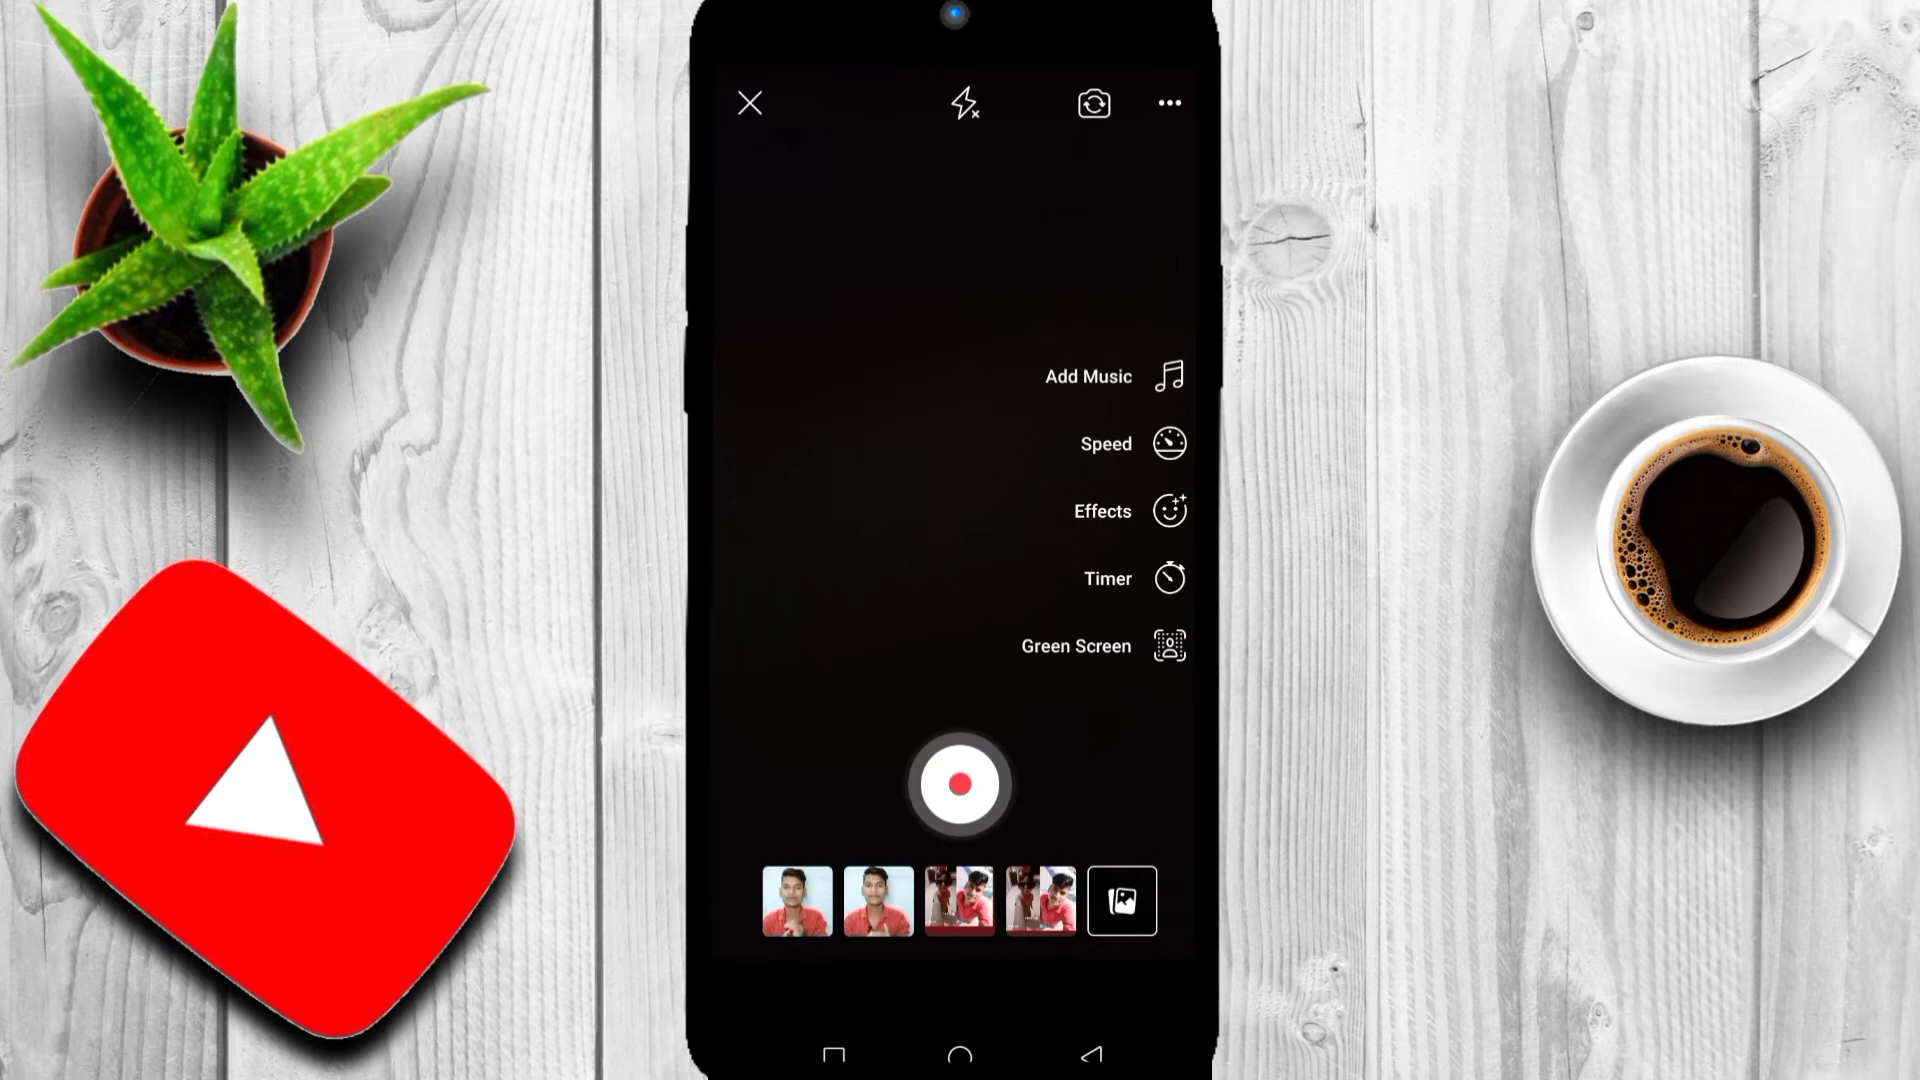 Add Music
Speed
Effects
Timer
Green Screen